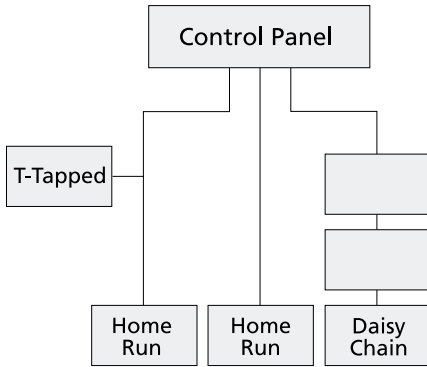 Control Panel
T-Tapped
Home
Run
Home
Run
Daisy
Chain